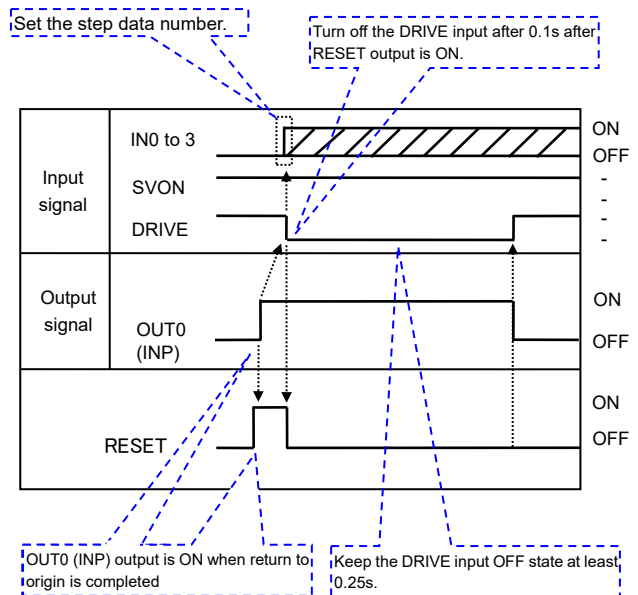 Set the step data number.
Turn off the DRIVE input after 0.1s after
RESET output is ON.
IN0 to 3
ON
OFF
Input
signal
SVON
-
-
DRIVE
-
-
Output
signal
OUT0
(INP)
ON
OFF
RESET
ON
OFF
OUT0 (INP) output is ON when return to
origin is completed
Keep the DRIVE input OFF state at least
0.25s.